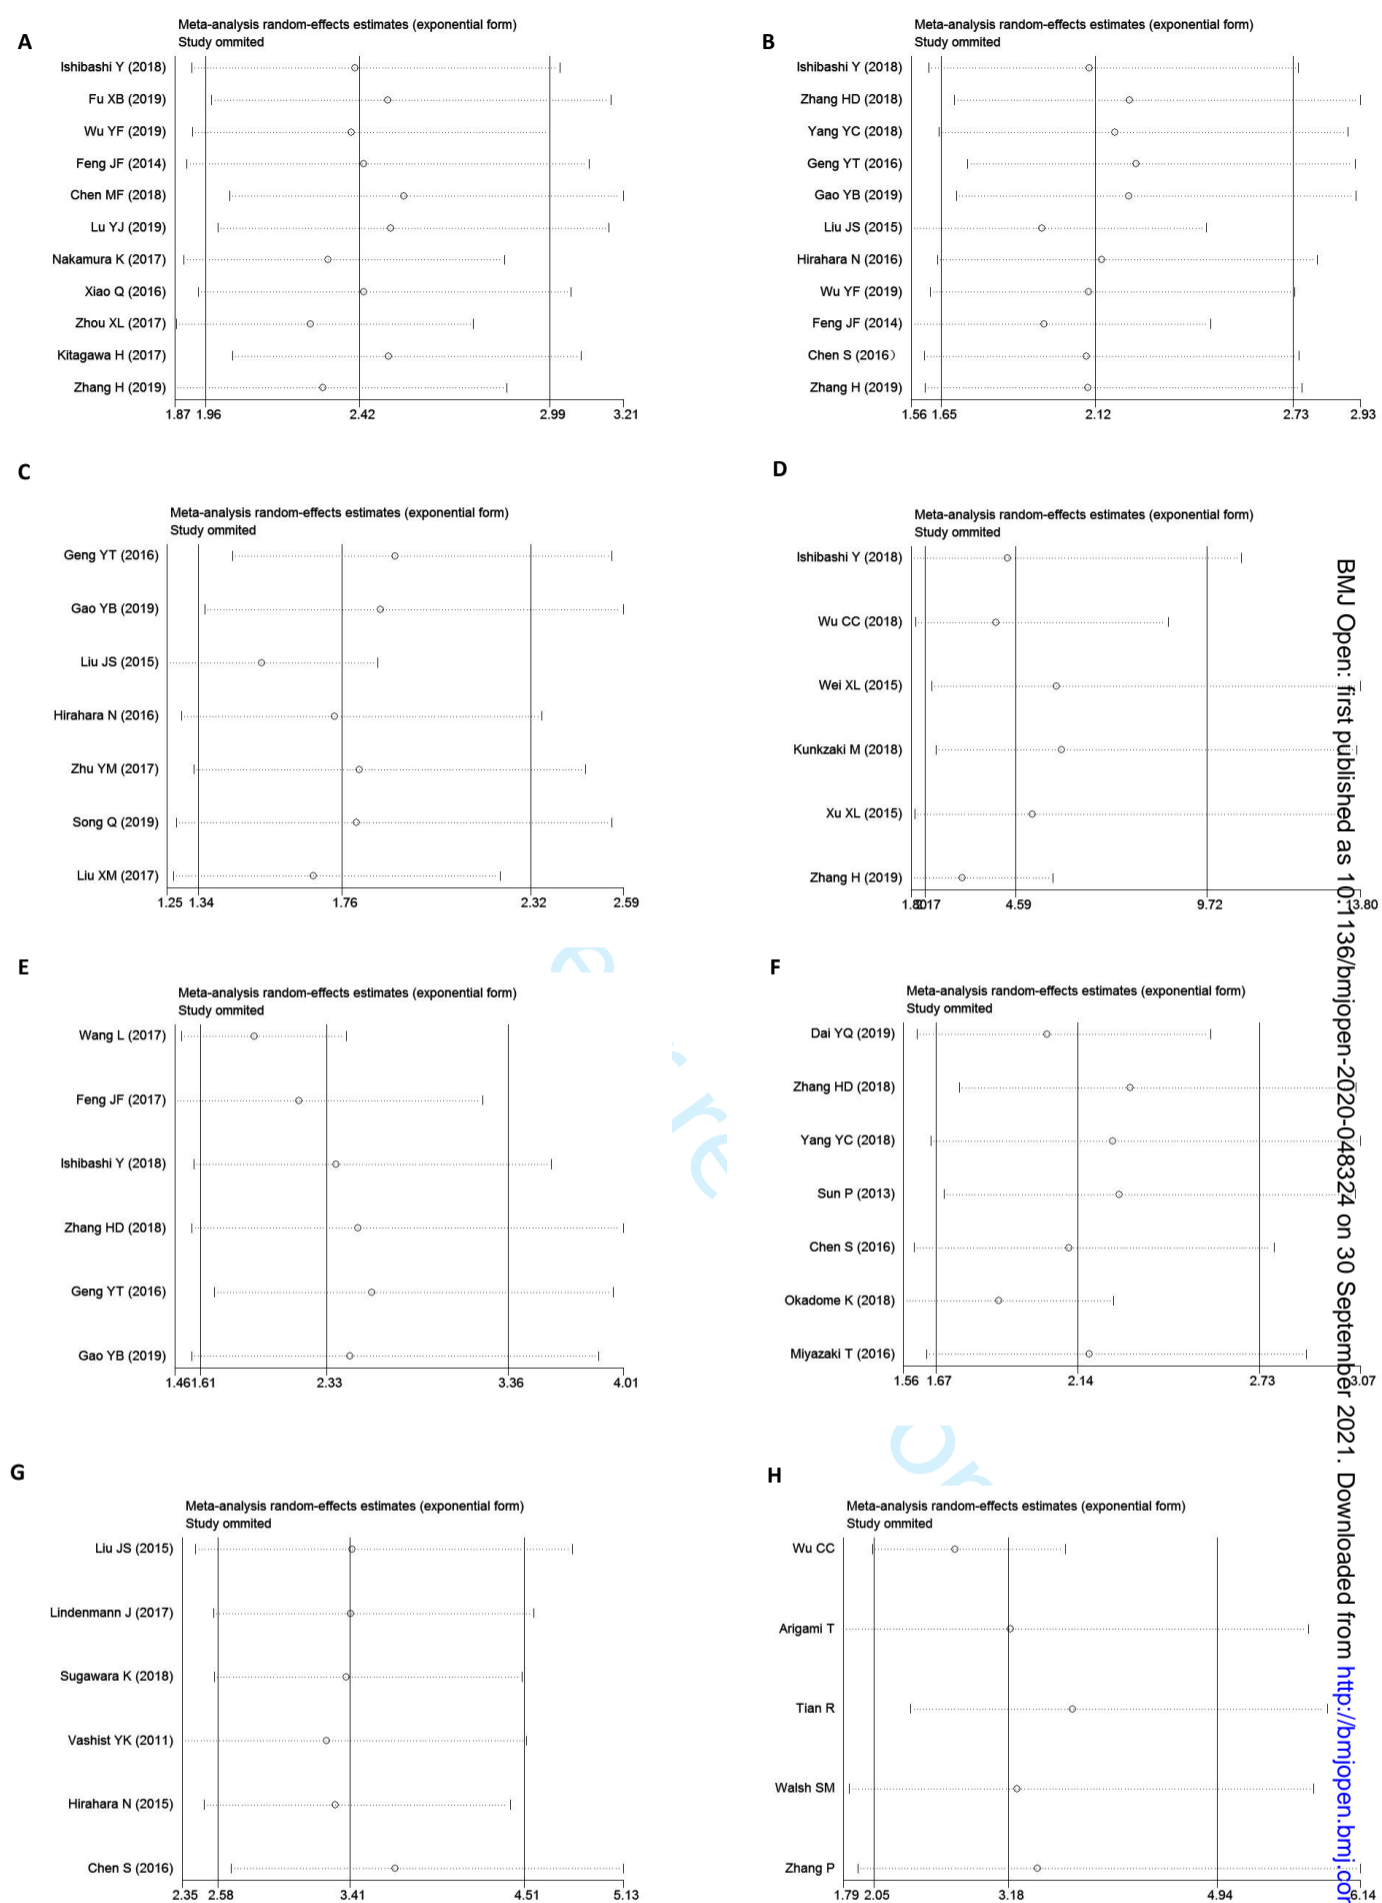 A
Meta-analysis random-effects estimates (exponential form)
Study ommited
Ishibashi Y (2018)
Fu XB (2019)
Wu YF (2019)
Feng JF (2014)
Chen MF (2018)
Lu YJ (2019)
Nakamura K (2017)
Xiao Q (2016)
Zhou XL (2017)
Kitagawa H (2017)
Zhang H (2019)
1.87 1.96 2.42 2.99 3.21
B
Meta-analysis random-effects estimates (exponential form)
Study ommited
Ishibashi Y (2018)
Zhang HD (2018)
Yang YC (2018)
Geng YT (2016)
Gao YB (2019)
Liu JS (2015)
Hirahara N (2016)
Wu YF (2019)
Feng JF (2014)
Chen S (2016）
Zhang H (2019)
1.56 1.65 2.12 2.73 2.93
C
Meta-analysis random-effects estimates (exponential form)
Study ommited
Geng YT (2016)
Gao YB (2019)
Liu JS (2015)
Hirahara N (2016)
Zhu YM (2017)
Song Q (2019)
Liu XM (2017)
1.25 1.34 1.76 2.32 2.59
D
Meta-analysis random-effects estimates (exponential form)
Study ommited
Ishibashi Y (2018)
Wu CC (2018)
Wei XL (2015)
Kunkzaki M (2018)
Xu XL (2015)
Zhang H (2019)
4.59 9.72 13.80
E
Meta-analysis random-effects estimates (exponential form)
Study ommited
Wang L (2017)
Feng JF (2017)
Ishibashi Y (2018)
Zhang HD (2018)
Geng YT (2016)
Gao YB (2019)
1.46 1.61 2.33 3.36 4.01
F
Meta-analysis random-effects estimates (exponential form)
Study ommited
Dai YQ (2019)
Zhang HD (2018)
Yang YC (2018)
Sun P (2013)
Chen S (2016)
Okadome K (2018)
Miyazaki T (2016)
1.56 1.67 2.14 2.73 3.07
G
Meta-analysis random-effects estimates (exponential form)
Study ommited
Liu JS (2015)
Lindenmann J (2017)
Sugawara K (2018)
Vashist YK (2011)
Hirahara N (2015)
Chen S (2016)
2.35 2.58 3.41 4.51 5.13
H
Meta-analysis random-effects estimates (exponential form)
Study ommited
Wu CC
Arigami T
Tian R
Walsh SM
Zhang P
1.79 2.05 3.18 4.94 6.14
BMJ Open: first published as 10.1136/bmjopen-2020-048324 on 30 September 2021. Downloaded from http://bmjopen.bmj.com